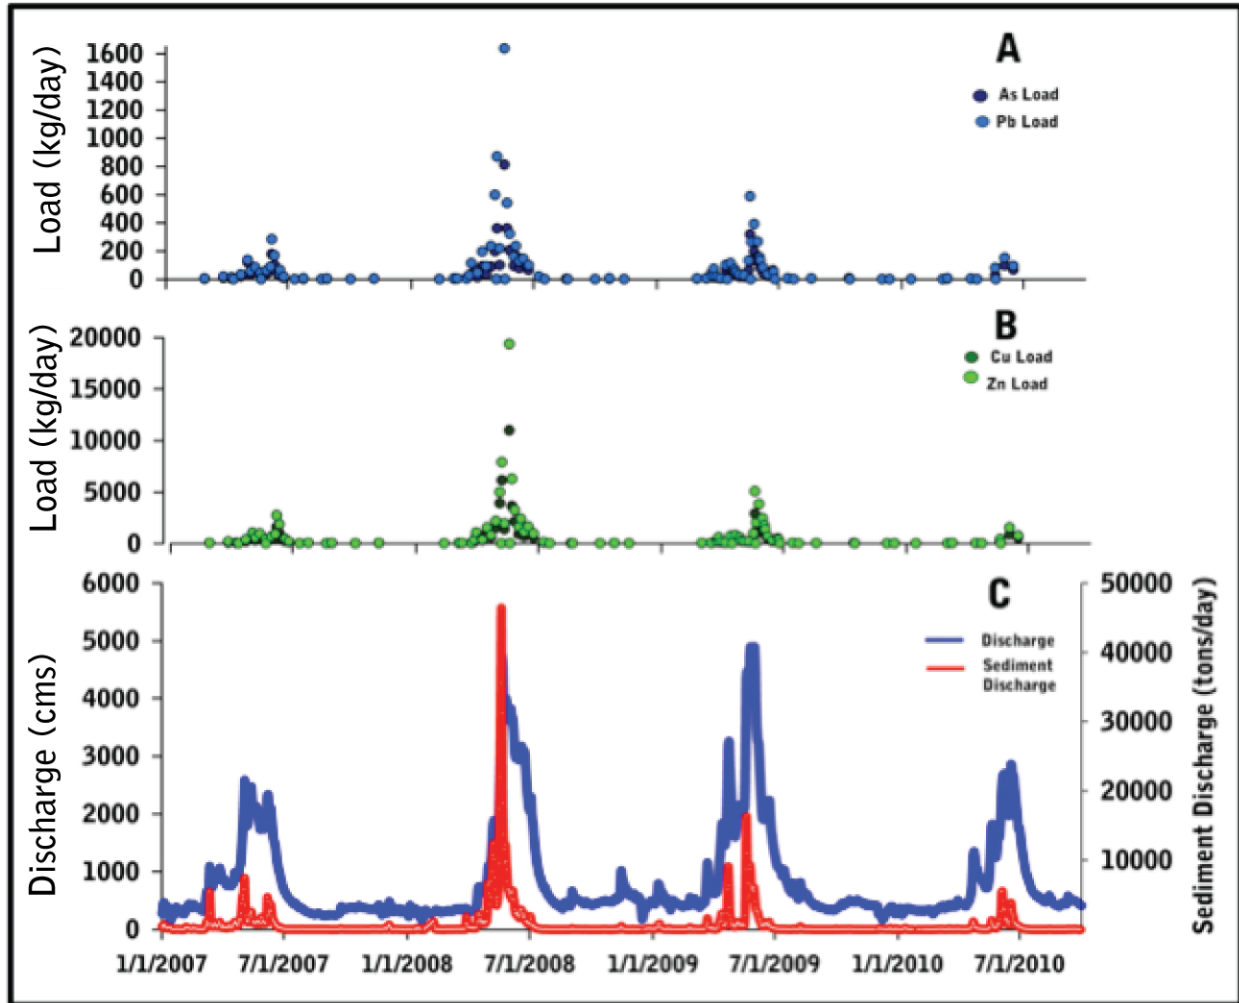 A
Load (kg/day)
1600
1400
1200
1000
800
600
400
200
0
As Load
Pb Load
B
Load (kg/day)
20000
15000
10000
5000
0
Cu Load
Zn Load
C
Discharge (cms)
6000
5000
4000
3000
2000
1000
0
Discharge
Sediment
Discharge
50000
40000
30000
20000
10000
Sediment Discharge (tons/day)
1/1/2007 7/1/2007 1/1/2008 7/1/2008 1/1/2009 7/1/2009 1/1/2010 7/1/2010